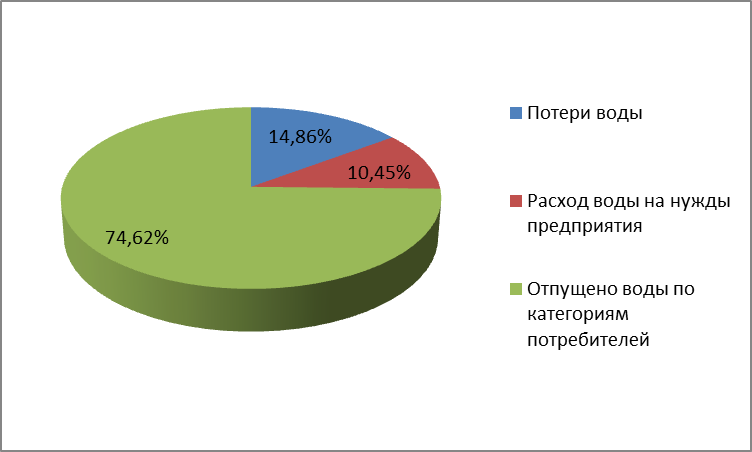 14,86%
10,45%
74,62%
Потери воды
Расход воды на нужды
предприятия
Отпущено воды по
категориям
потребителей